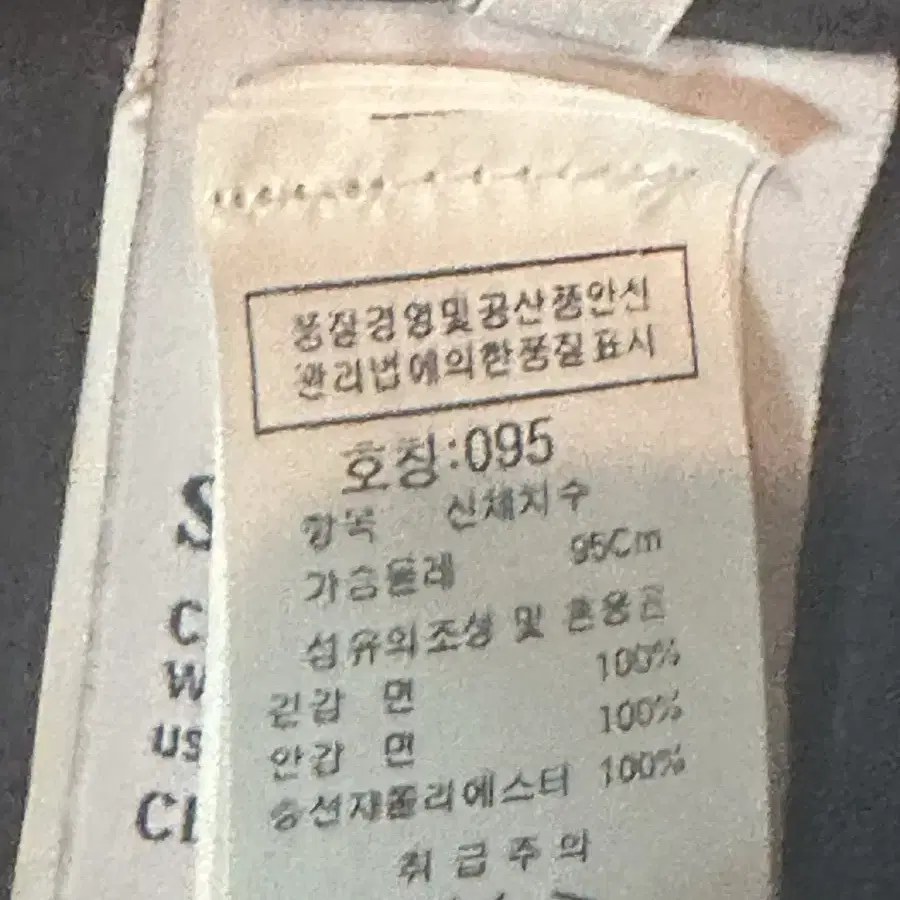 품질경영및공산품안전
관리법에의한품질표시
호칭:095
항목 신체치수
가슴둘레 95Cm
섬유의조성 및 혼용률
겉감 면 100%
안감 면 100%
충전재폴리에스터 100%
취급주의
S
C
W
us